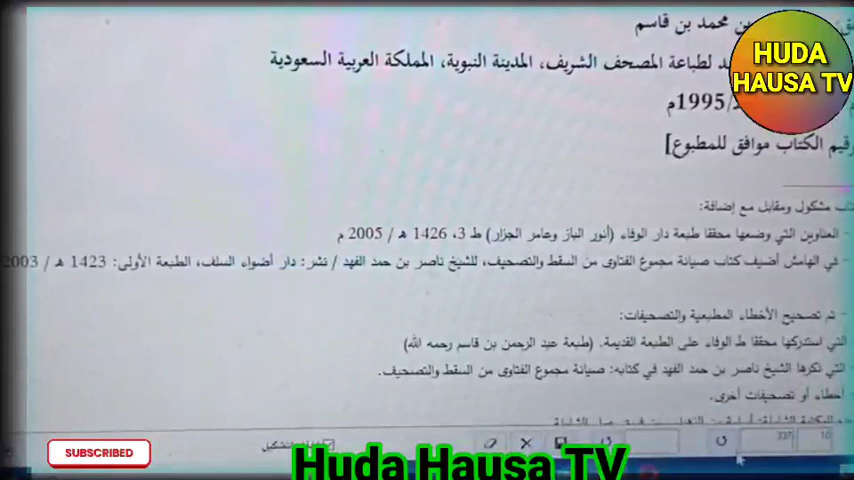 بن محمد بن قاسم
لطباعة المصحف الشريف، المدينة النبوية، المملكة العربية السعودية
/1995م
الكتاب موافق للمطبوع]
مشكول ومقابل مع إضافة:
- العناوين التي وضعها محققا طبعة دار الوفاء (أنور الباز وعامر الجزار) ط 3، 1426 هـ / 2005 م
- في الهامش أضيف كتاب صيانة مجموع الفتاوى من السقط والتصحيف، للشيخ ناصر بن حمد الفهد / نشر: دار أضواء السلف، الطبعة الأولى: 1423 هـ / 2003
- تم تصحيح الأخطاء المطبعية والتصحيفات:
التي استدركها محققا ط الوفاء على الطبعة القديمة. (طبعة عبد الرحمن بن قاسم رحمه الله)
التي ذكرها الشيخ ناصر بن حمد الفهد في كتابه: صيانة مجموع الفتاوى من السقط والتصحيف.
أخطاء أو تصحيفات أخرى.
337 10
HUDA
HAUSA TV
SUBSCRIBED
Huda Hausa TV